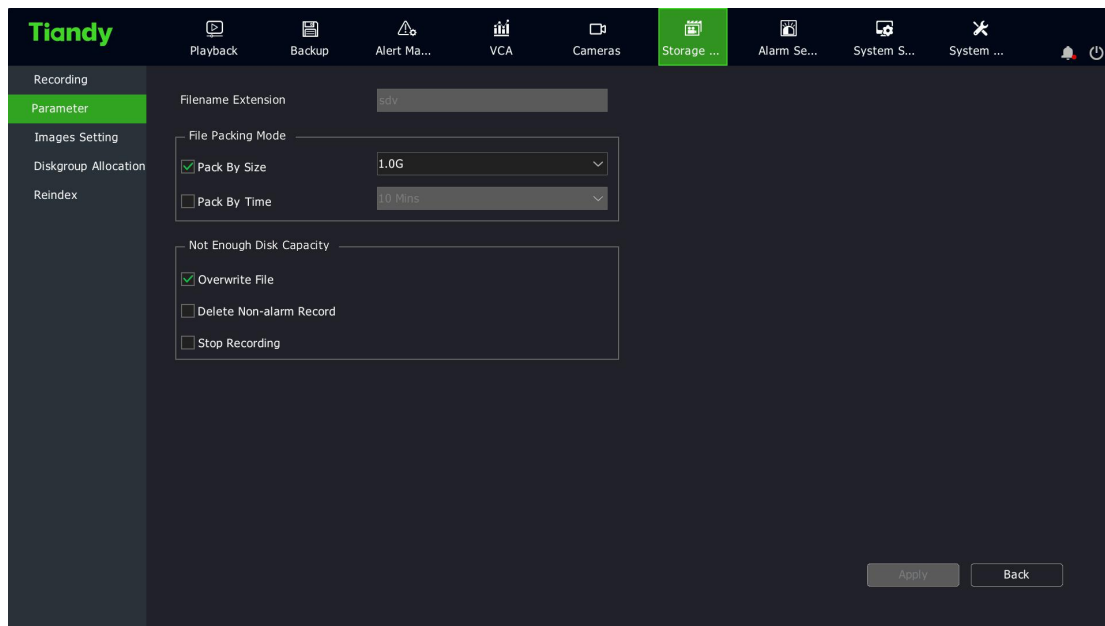 Tiandy
Playback
Backup
Alert Ma...
VCA
Cameras
Storage ...
Alarm Se...
System S...
System ...
Recording
Parameter
Images Setting
Diskgroup Allocation
Reindex
Filename Extension
sdv
File Packing Mode
Pack By Size
1.0G
Pack By Time
10 Mins
Not Enough Disk Capacity
Overwrite File
Delete Non-alarm Record
Stop Recording
Apply
Back